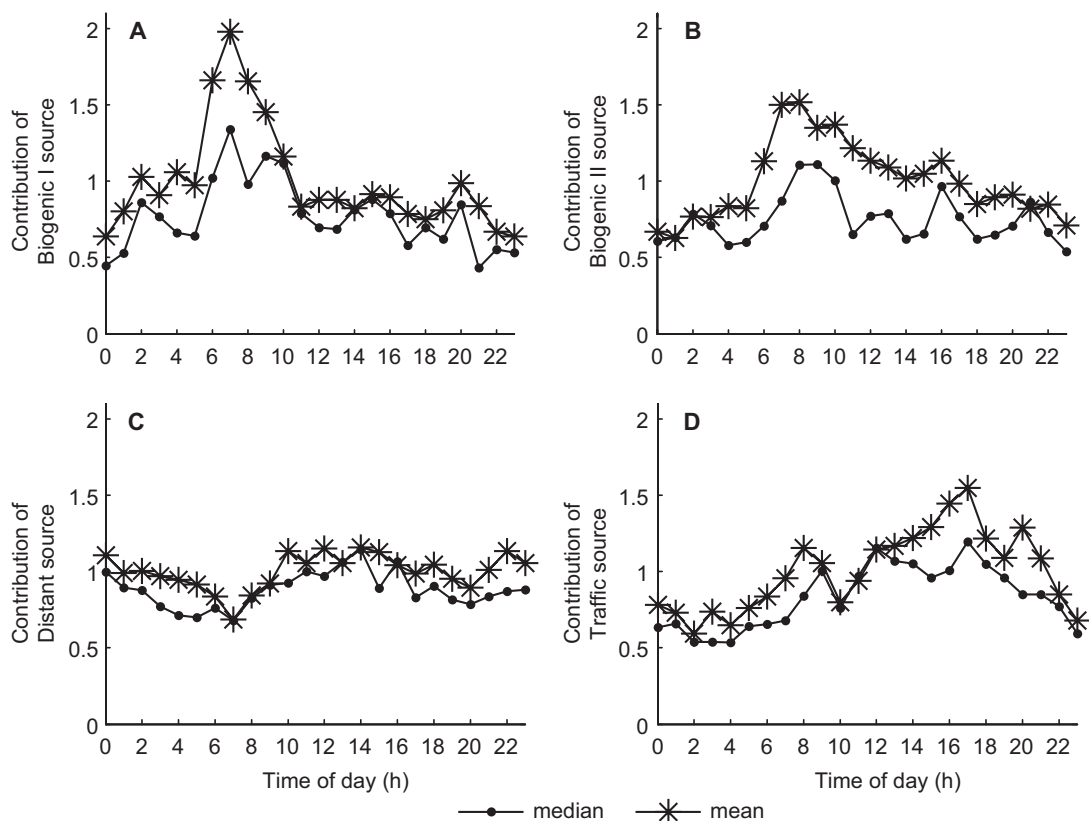 A
Contribution of
Biogenic I source
2
1.5
1
0.5
0
0 2 4 6 8 10 12 14 16 18 20 22
B
Contribution of
Biogenic II source
2
1.5
1
0.5
0
0 2 4 6 8 10 12 14 16 18 20 22
C
Contribution of
Distant source
2
1.5
1
0.5
0
0 2 4 6 8 10 12 14 16 18 20 22
Time of day (h)
D
Contribution of
Traffic source
2
1.5
1
0.5
0
0 2 4 6 8 10 12 14 16 18 20 22
Time of day (h)
median mean